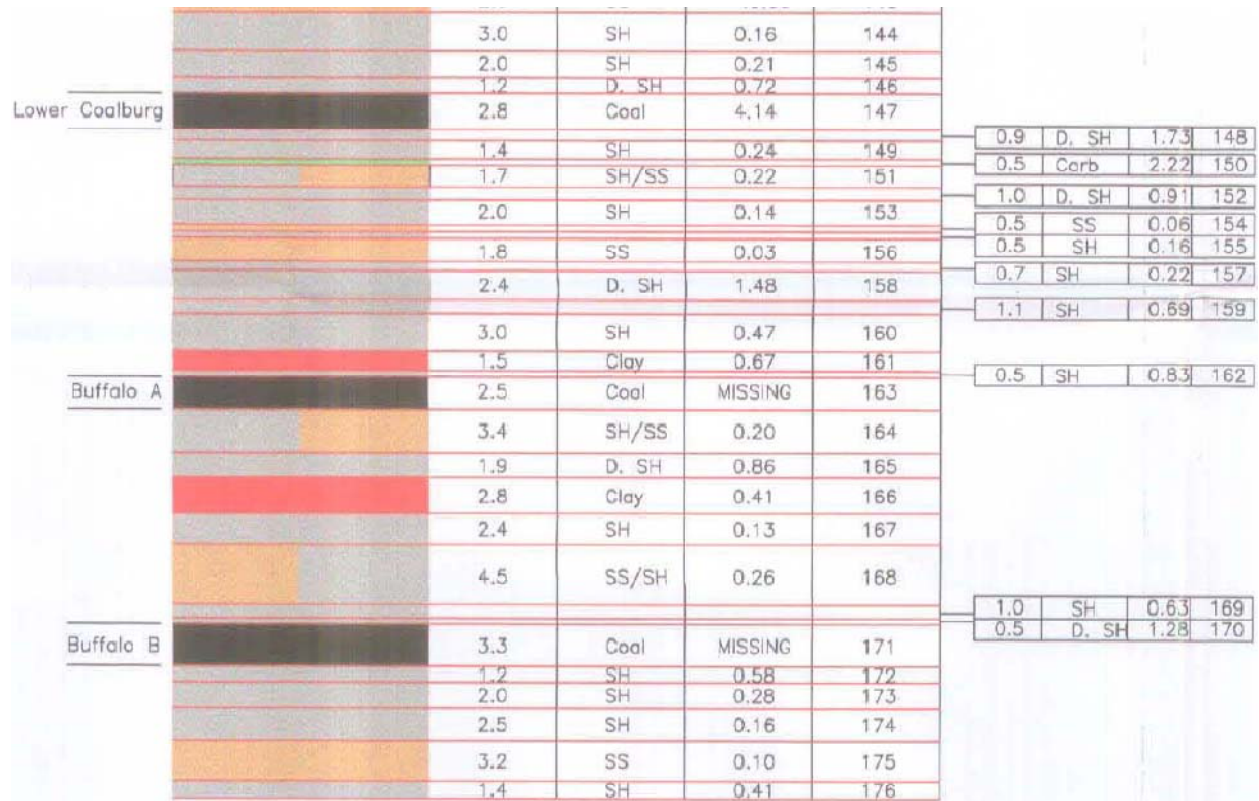 3.0 SH 0.16 144
2.0 SH 0.21 145
1.2 D. SH 0.72 146
Lower Coalburg 2.8 Coal 4.14 147
0.9 D. SH 1.73 148
1.4 SH 0.24 149
0.5 Carb 2.22 150
1.7 SH/SS 0.22 151
1.0 D. SH 0.91 152
2.0 SH 0.14 153
0.5 SS 0.06 154
0.5 SH 0.16 155
1.8 SS 0.03 156
0.7 SH 0.22 157
2.4 D. SH 1.48 158
1.1 SH 0.69 159
3.0 SH 0.47 160
1.5 Clay 0.67 161
0.5 SH 0.83 162
Buffalo A 2.5 Coal MISSING 163
3.4 SH/SS 0.20 164
1.9 D. SH 0.86 165
2.8 Clay 0.41 166
2.4 SH 0.13 167
4.5 SS/SH 0.26 168
1.0 SH 0.63 169
0.5 D. SH 1.28 170
Buffalo B 3.3 Coal MISSING 171
1.2 SH 0.58 172
2.0 SH 0.28 173
2.5 SH 0.16 174
3.2 SS 0.10 175
1.4 SH 0.41 176